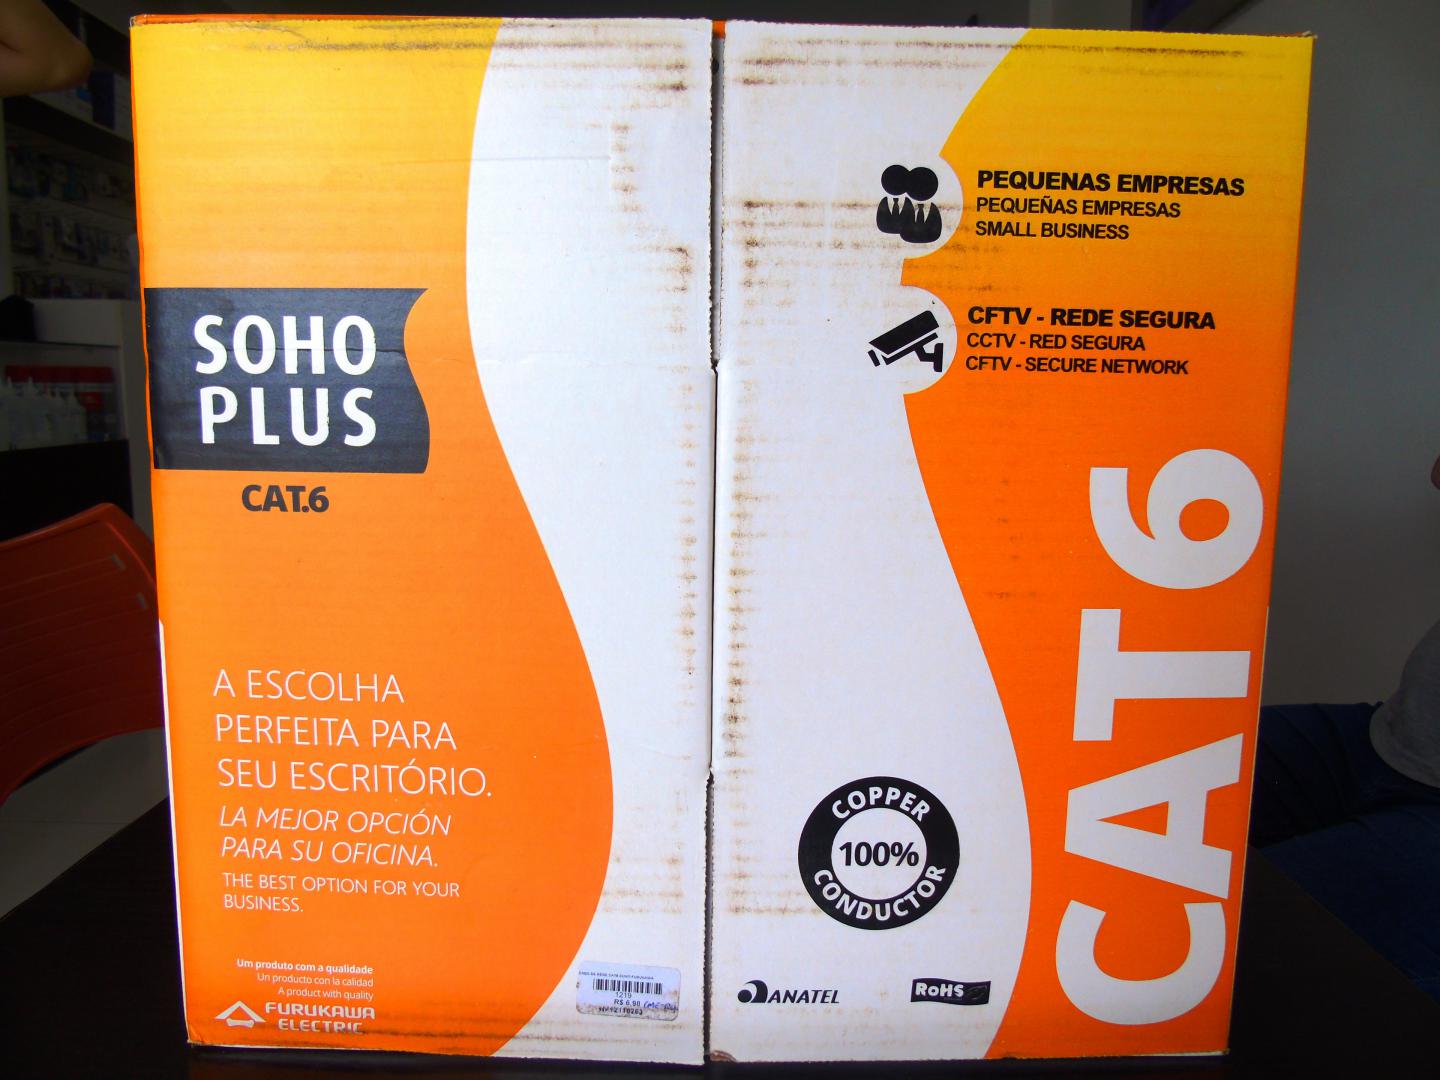 SOHO
PLUS
CAT.6
A ESCOLHA
PERFEITA PARA
SEU ESCRITÓRIO.
LA MEJOR OPCIÓN
PARA SU OFICINA.
THE BEST OPTION FOR YOUR
BUSINESS.
Um produto com a qualidade
Un producto con la calidad
A product with quality
FURUKAWA
ELECTRIC
1219
R$ 6,98
PEQUENAS EMPRESAS
PEQUEÑAS EMPRESAS
SMALL BUSINESS
CFTV - REDE SEGURA
CCTV - RED SEGURA
CFTV - SECURE NETWORK
CAT 6
COPPER
100%
CONDUCTOR
ANATEL
RoHS